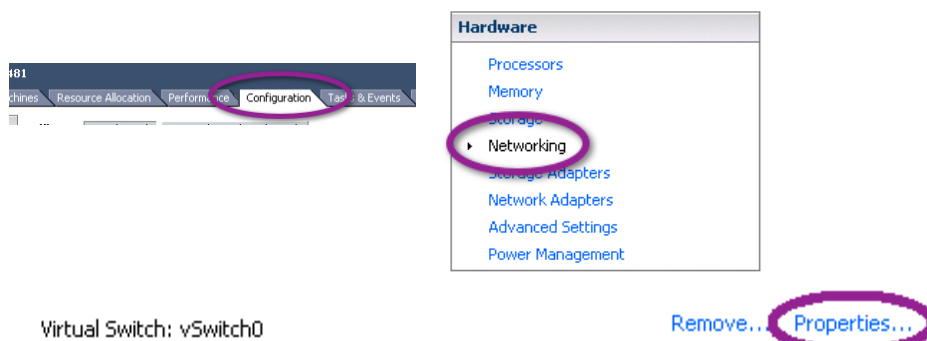 481
chines Resource Allocation Performance Configuration Tasks & Events
Hardware
Processors
Memory
Storage
Networking
Storage Adapters
Network Adapters
Advanced Settings
Power Management
Virtual Switch: vSwitch0
Remove... Properties...